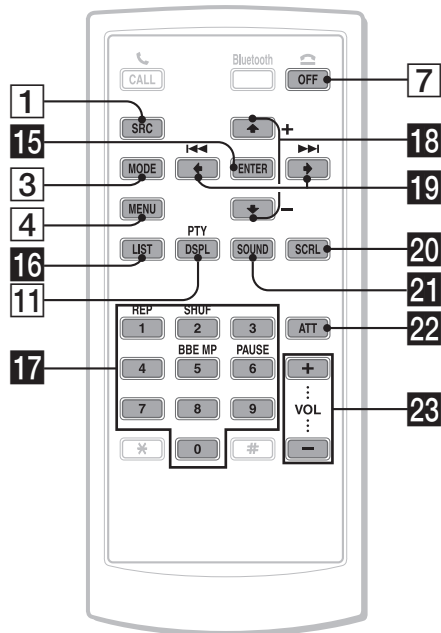 CALL
Bluetooth
OFF
7
1
SRC
+
18
15
MODE
ENTER
19
3
MENU
−
4
PTY
LIST
DSPL
SOUND
SCRL
20
16
11
21
REP
SHUF
1
2
3
ATT
22
BBE MP
PAUSE
17
4
5
6
+
7
8
9
VOL
23
*
0
#
−